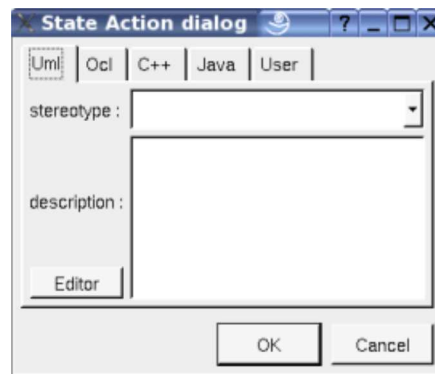 State Action dialog ?
Uml Ocl C++ Java User
stereotype :
description :
Editor
OK Cancel